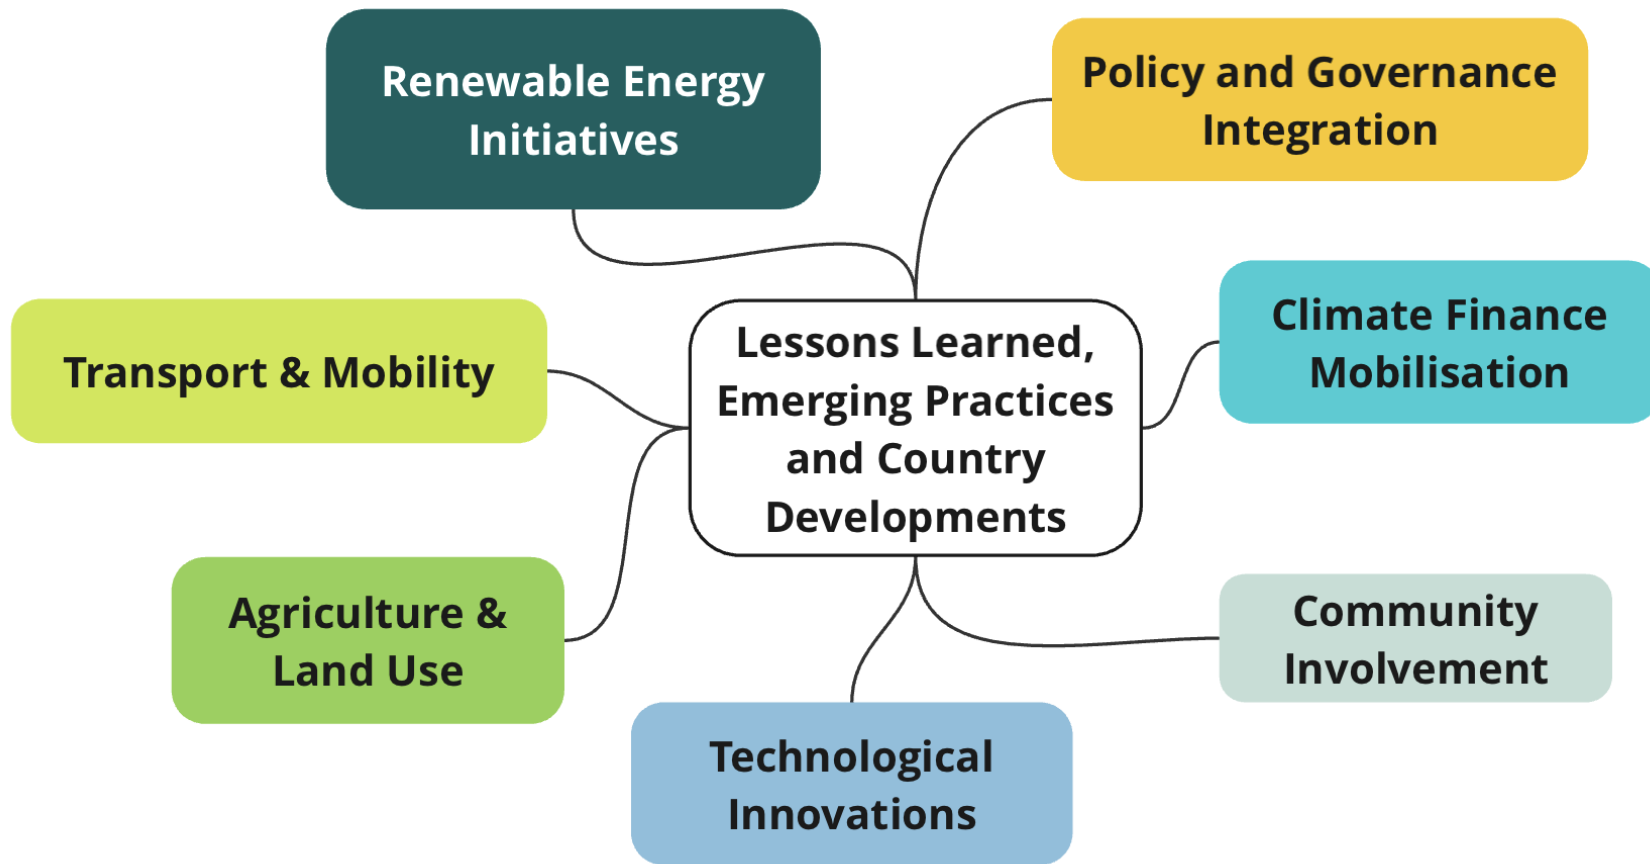 Renewable Energy
Initiatives
Policy and Governance
Integration
Climate Finance
Mobilisation
Transport & Mobility
Lessons Learned,
Emerging Practices
and Country
Developments
Agriculture &
Land Use
Community
Involvement
Technological
Innovations